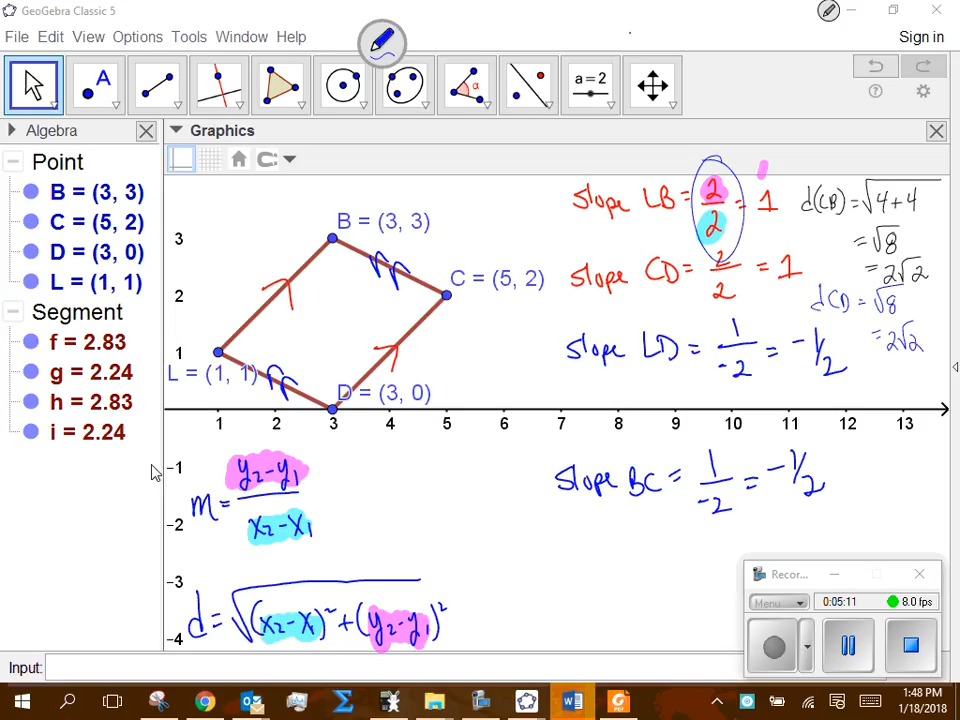 GeoGebra Classic 5
File Edit View Options Tools Window Help
Sign in
A
α
a = 2
Algebra
Graphics
Point
B = (3, 3)
C = (5, 2)
D = (3, 0)
L = (1, 1)
Segment
f = 2.83
g = 2.24
h = 2.83
i = 2.24
B = (3, 3)
C = (5, 2)
L = (1, 1)
D = (3, 0)
3
2
1
1 2 3 4 5 6 7 8 9 10 11 12 13
-1
-2
-3
-4
slope LB = 2/2 = 1
slope CD = 2/2 = 1
slope LD = 1/-2 = -1/2
slope BC = 1/-2 = -1/2
d(CB) = √4+4
= √8
= 2√2
d(CD) = √8
= 2√2
m = y₂-y₁/x₂-x₁
d = √(x₂-x₁)²+(y₂-y₁)²
Recor...
Menu
0:05:11
8.0 fps
Input:
1:48 PM
1/18/2018